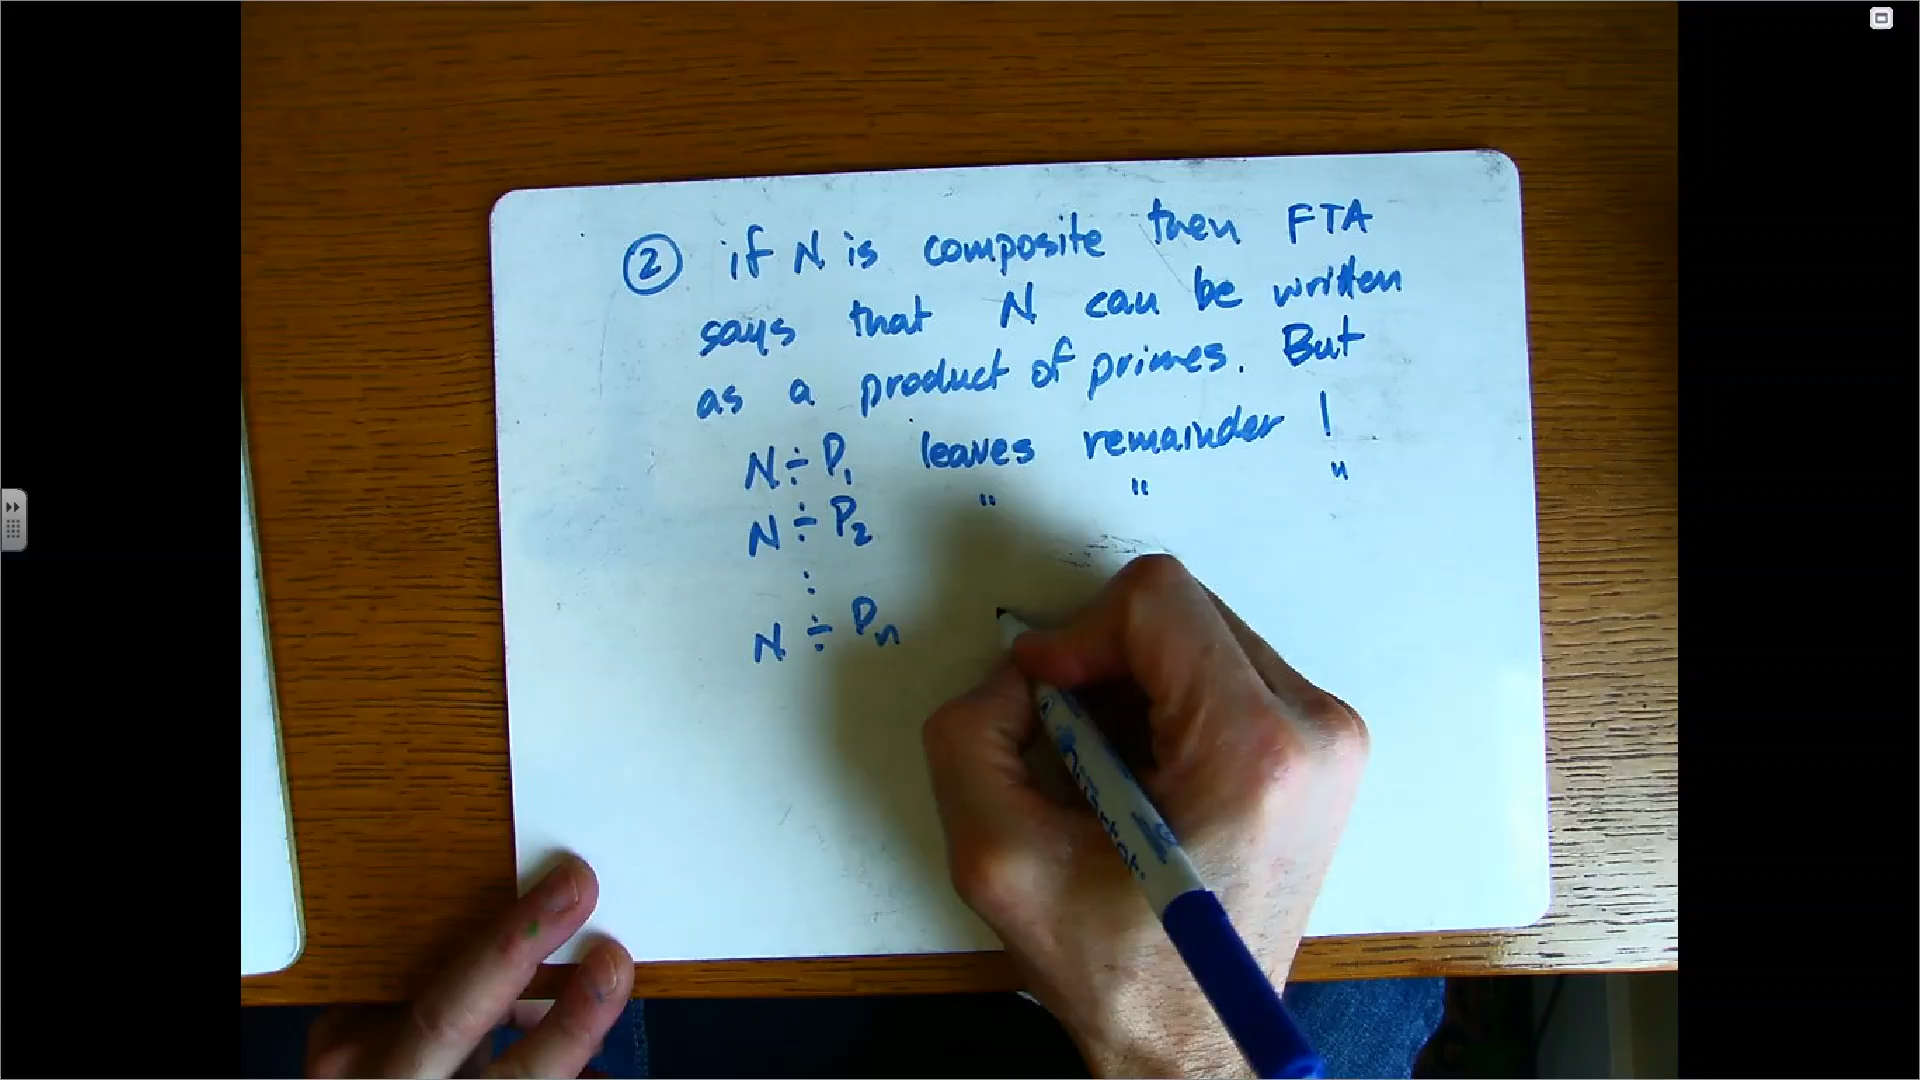 ② if N is composite then FTA
says that N can be written
as a product of primes. But
N ÷ P₁ leaves remainder 1
N ÷ P₂ " " "
⋮
N ÷ Pₙ